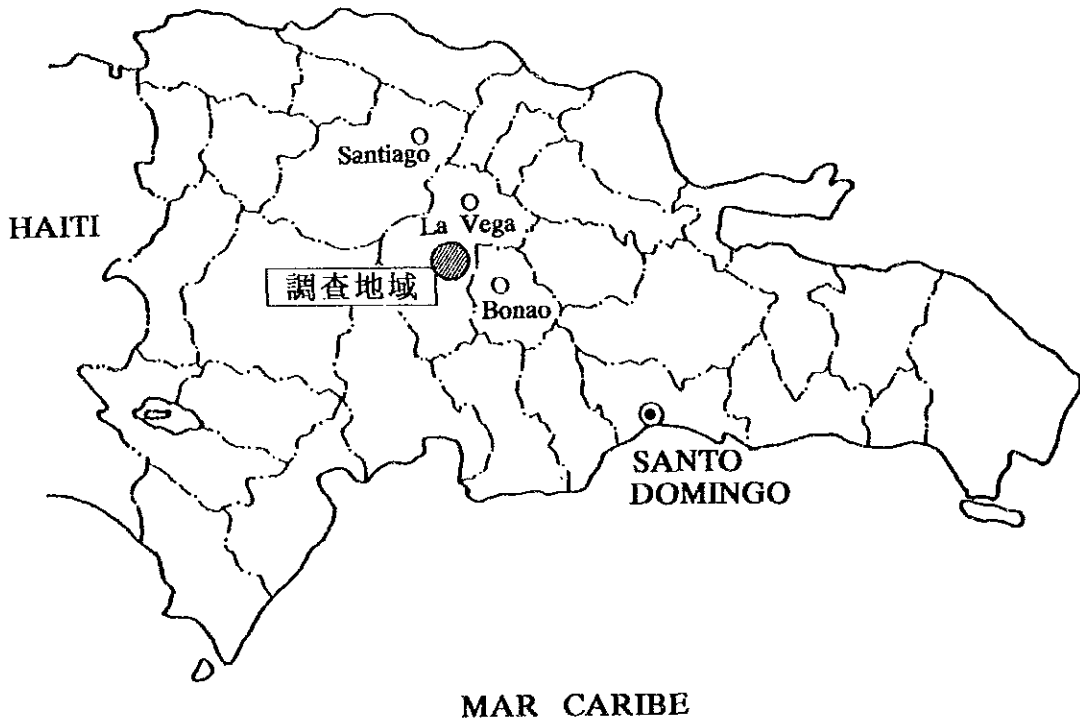 Santiago
HAITI
La Vega
調査地域
Bonao
SANTO
DOMINGO
MAR CARIBE